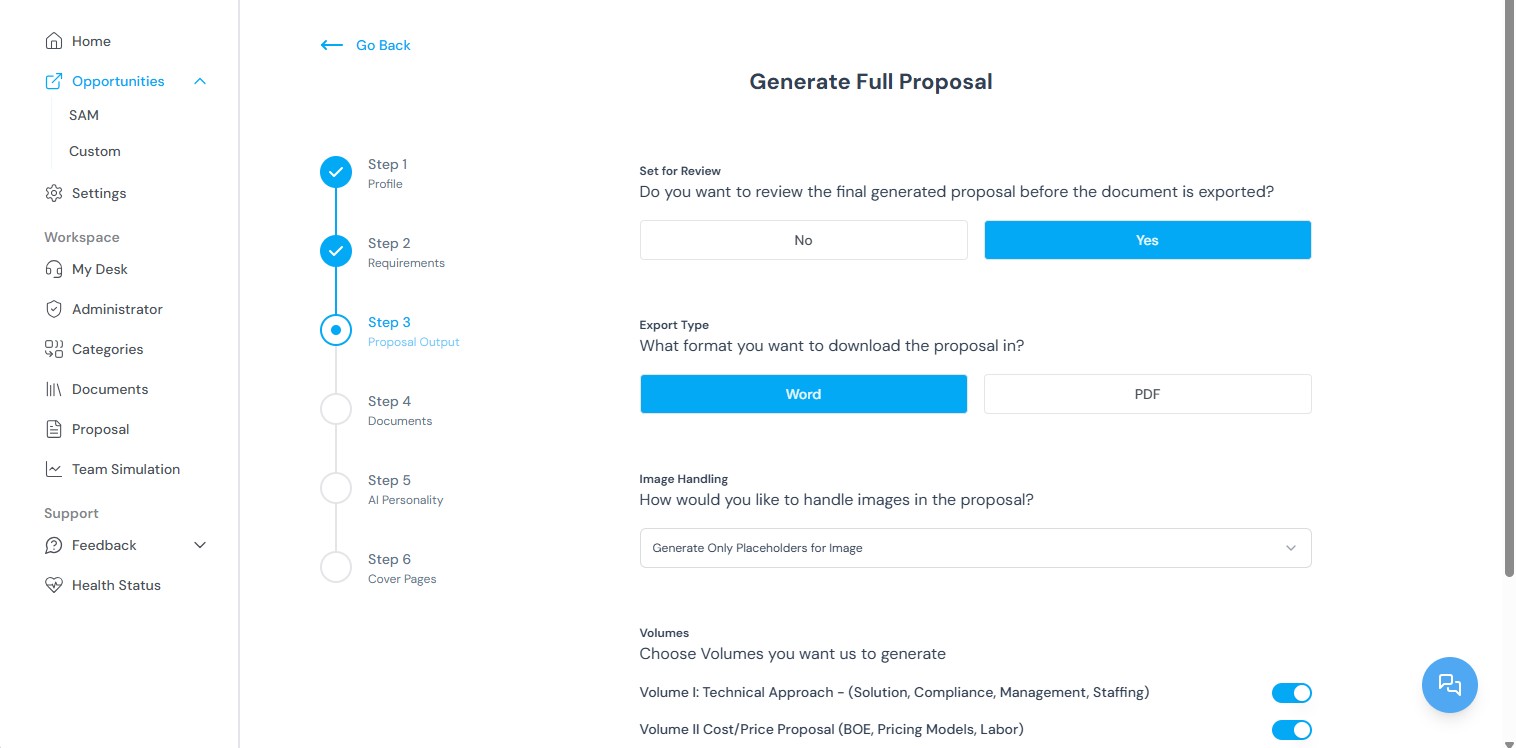 Home
Opportunities
SAM
Custom
Settings
Workspace
My Desk
Administrator
Categories
Documents
Proposal
Team Simulation
Support
Feedback
Health Status
Go Back
Generate Full Proposal
Step 1
Profile
Step 2
Requirements
Step 3
Proposal Output
Step 4
Documents
Step 5
AI Personality
Step 6
Cover Pages
Set for Review
Do you want to review the final generated proposal before the document is exported?
No
Yes
Export Type
What format you want to download the proposal in?
Word
PDF
Image Handling
How would you like to handle images in the proposal?
Generate Only Placeholders for Image
Volumes
Choose Volumes you want us to generate
Volume I: Technical Approach - (Solution, Compliance, Management, Staffing)
Volume II Cost/Price Proposal (BOE, Pricing Models, Labor)